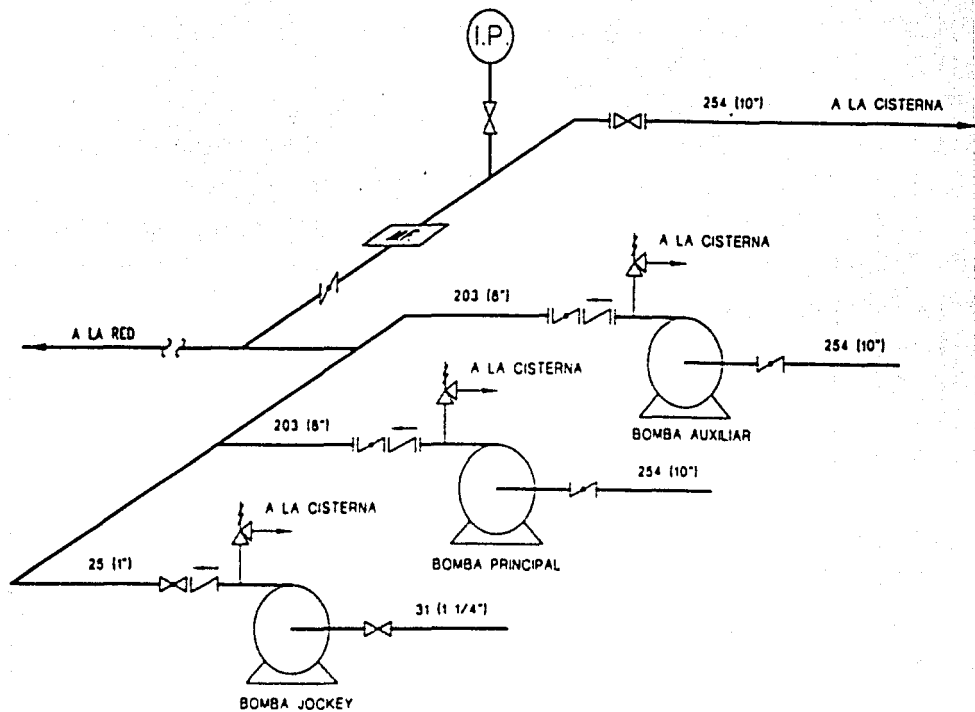 I.P.
254 (10")
A LA CISTERNA
M.F.
A LA CISTERNA
203 (8")
A LA RED
254 (10")
A LA CISTERNA
BOMBA AUXILIAR
203 (8")
254 (10")
A LA CISTERNA
BOMBA PRINCIPAL
25 (1")
31 (1 1/4")
BOMBA JOCKEY